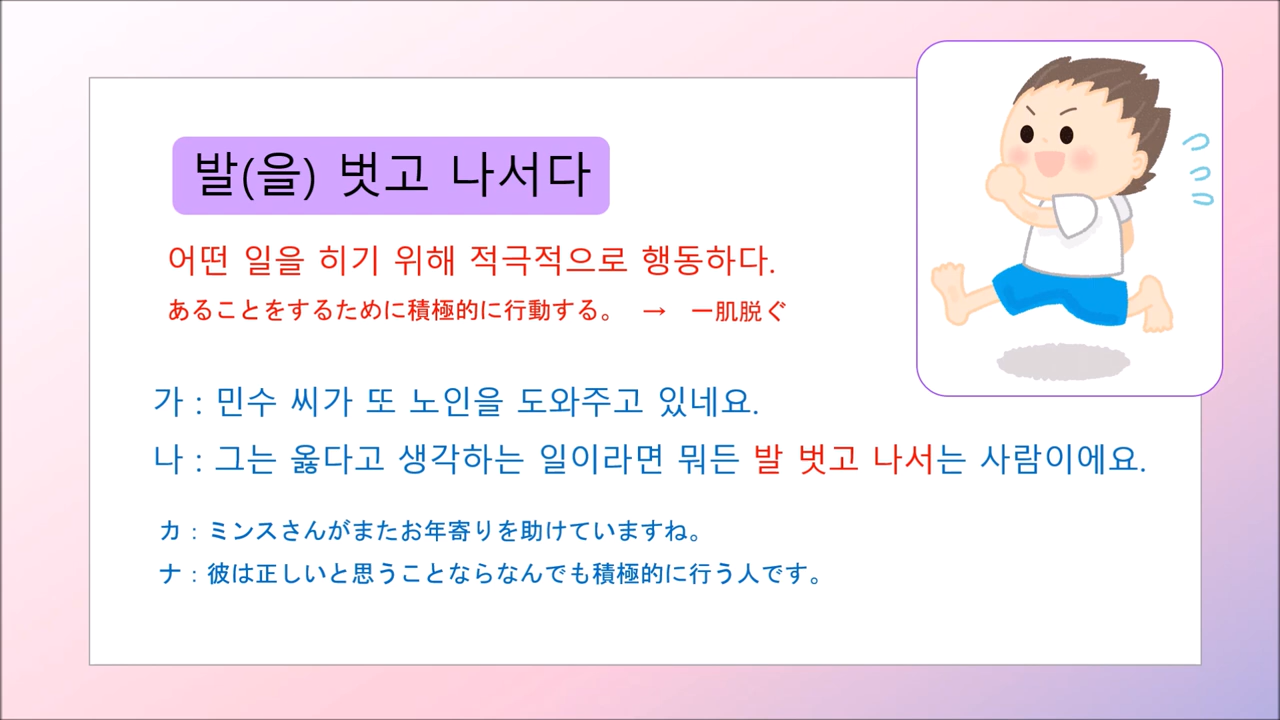 발(을) 벗고 나서다
어떤 일을 히기 위해 적극적으로 행동하다.
あることをするために積極的に行動する。 → 一肌脱ぐ
가 : 민수 씨가 또 노인을 도와주고 있네요.
나 : 그는 옳다고 생각하는 일이라면 뭐든 발 벗고 나서는 사람이에요.
カ : ミンスさんがまたお年寄りを助けていますね。
ナ : 彼は正しいと思うことならなんでも積極的に行う人です。